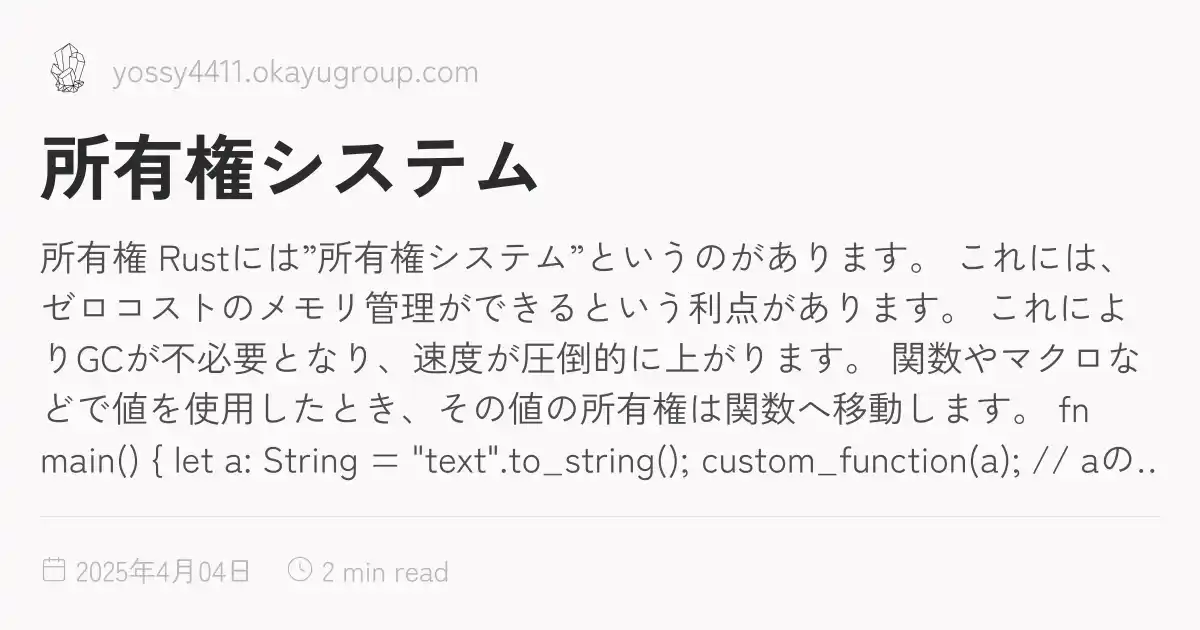 yossy4411.okayugroup.com
所有権システム
所有権 Rustには”所有権システム”というのがあります。 これには、
ゼロコストのメモリ管理ができるという利点があります。 これによ
りGCが不必要となり、速度が圧倒的に上がります。 関数やマクロな
どで値を使用したとき、その値の所有権は関数へ移動します。 fn
main() { let a: String = "text".to_string(); custom_function(a); // aの..
2025年4月04日 2 min read